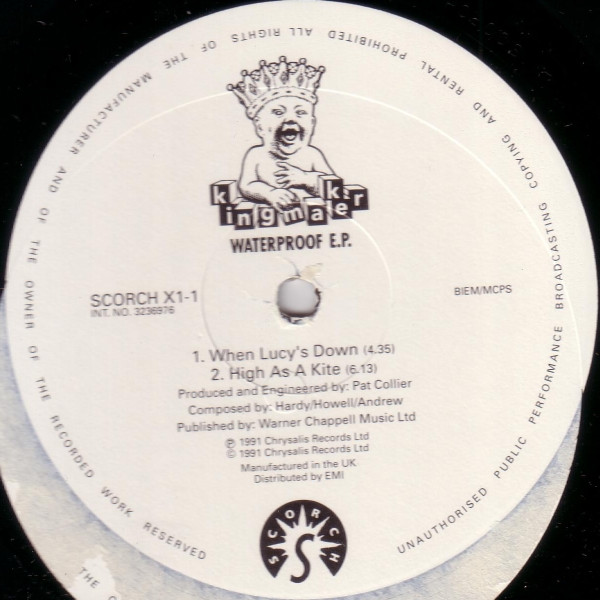 kingmaker
WATERPROOF E.P.
SCORCH X1-1
INT. NO. 3236976
BIEM/MCPS
1. When Lucy's Down (4.35)
2. High As A Kite (6.13)
Produced and Engineered by: Pat Collier
Composed by: Hardy/Howell/Andrew
Published by: Warner Chappell Music Ltd
℗ 1991 Chrysalis Records Ltd
© 1991 Chrysalis Records Ltd
Manufactured in the UK
Distributed by EMI
SCORCH
S
ALL RIGHTS OF THE MANUFACTURER AND OF THE OWNER OF THE RECORDED WORK RESERVED
UNAUTHORISED PUBLIC PERFORMANCE BROADCASTING COPYING AND RENTAL PROHIBITED
THE